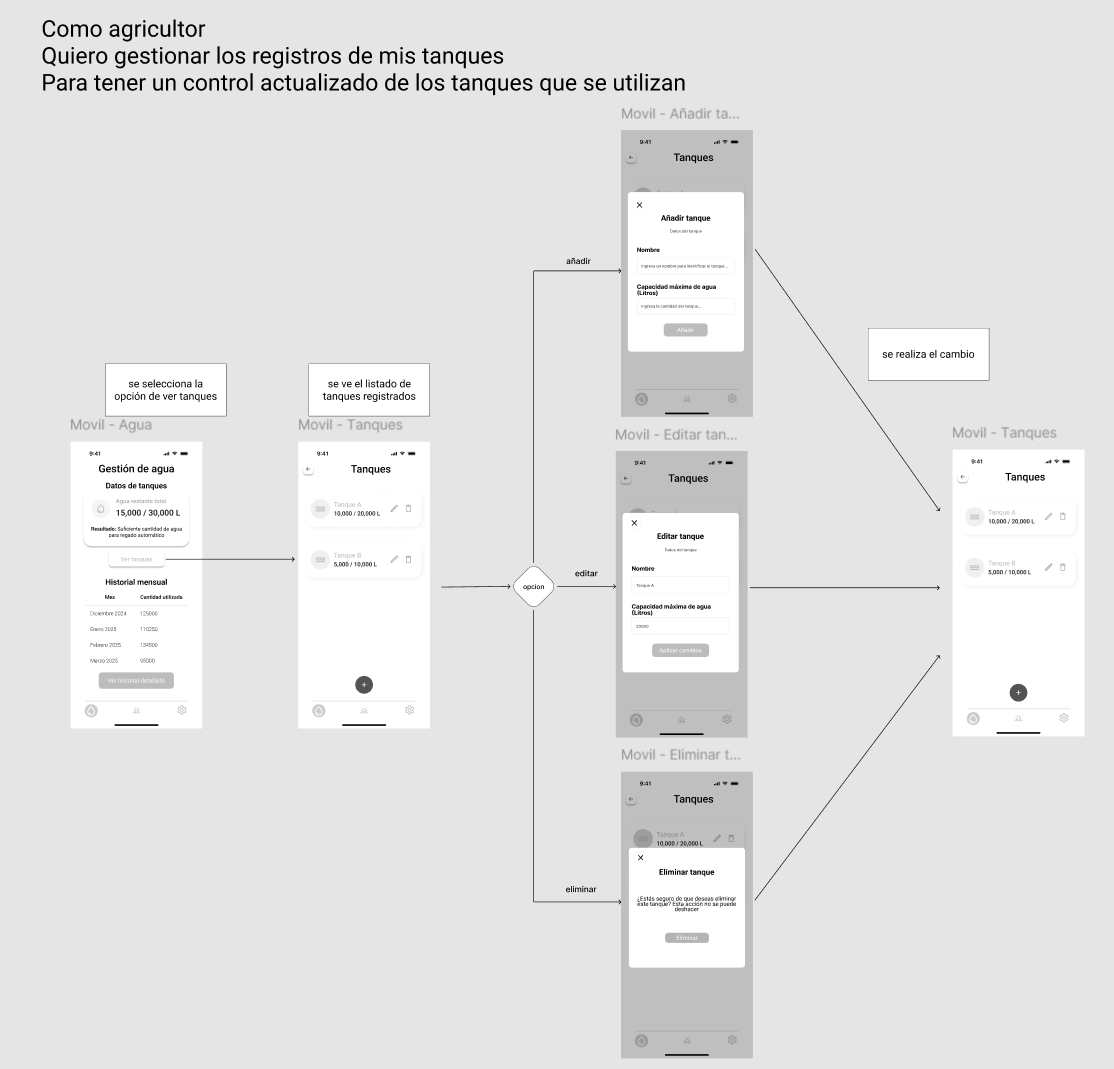 Como agricultor
Quiero gestionar los registros de mis tanques
Para tener un control actualizado de los tanques que se utilizan
se selecciona la
opción de ver tanques
Movil - Agua
9:41
Gestión de agua
Datos de tanques
Agua restante total
15,000 / 30,000 L
Resultado: Suficiente cantidad de agua
para regado automático
Ver tanques
Historial mensual
Mes Cantidad utilizada
Diciembre 2024 125000
Enero 2025 110250
Febrero 2025 134500
Marzo 2025 95000
Ver historial detallado
se ve el listado de
tanques registrados
Movil - Tanques
9:41
Tanques
Tanque A
10,000 / 20,000 L
Tanque B
5,000 / 10,000 L
+
opcion
añadir
editar
eliminar
Movil - Añadir ta...
9:41
Tanques
Añadir tanque
Datos del tanque
Nombre
Ingresa un nombre para identificar el tanque...
Capacidad máxima de agua
(Litros)
Ingresa la cantidad del tanque...
Añadir
Movil - Editar tan...
9:41
Tanques
Editar tanque
Datos del tanque
Nombre
Tanque A
Capacidad máxima de agua
(Litros)
20000
Aplicar cambios
Movil - Eliminar t...
9:41
Tanques
Tanque A
10,000 / 20,000 L
Eliminar tanque
¿Estás seguro de que deseas eliminar
este tanque? Esta acción no se puede
deshacer
Eliminar
se realiza el cambio
Movil - Tanques
9:41
Tanques
Tanque A
10,000 / 20,000 L
Tanque B
5,000 / 10,000 L
+